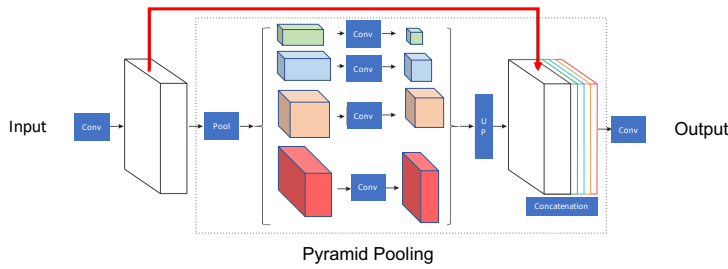 Input
Conv
Pool
Conv
Conv
Conv
Conv
U
P
Concatenation
Conv
Output
Pyramid Pooling